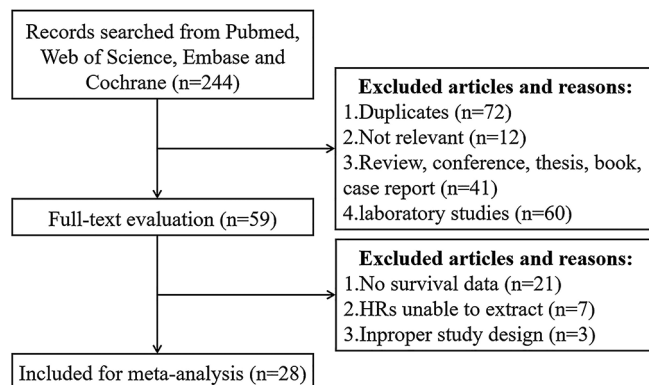 Records searched from Pubmed,
Web of Science, Embase and
Cochrane (n=244)
Excluded articles and reasons:
1.Duplicates (n=72)
2.Not relevant (n=12)
3.Review, conference, thesis, book,
case report (n=41)
4.laboratory studies (n=60)
Full-text evaluation (n=59)
Excluded articles and reasons:
1.No survival data (n=21)
2.HRs unable to extract (n=7)
3.Inproper study design (n=3)
Included for meta-analysis (n=28)